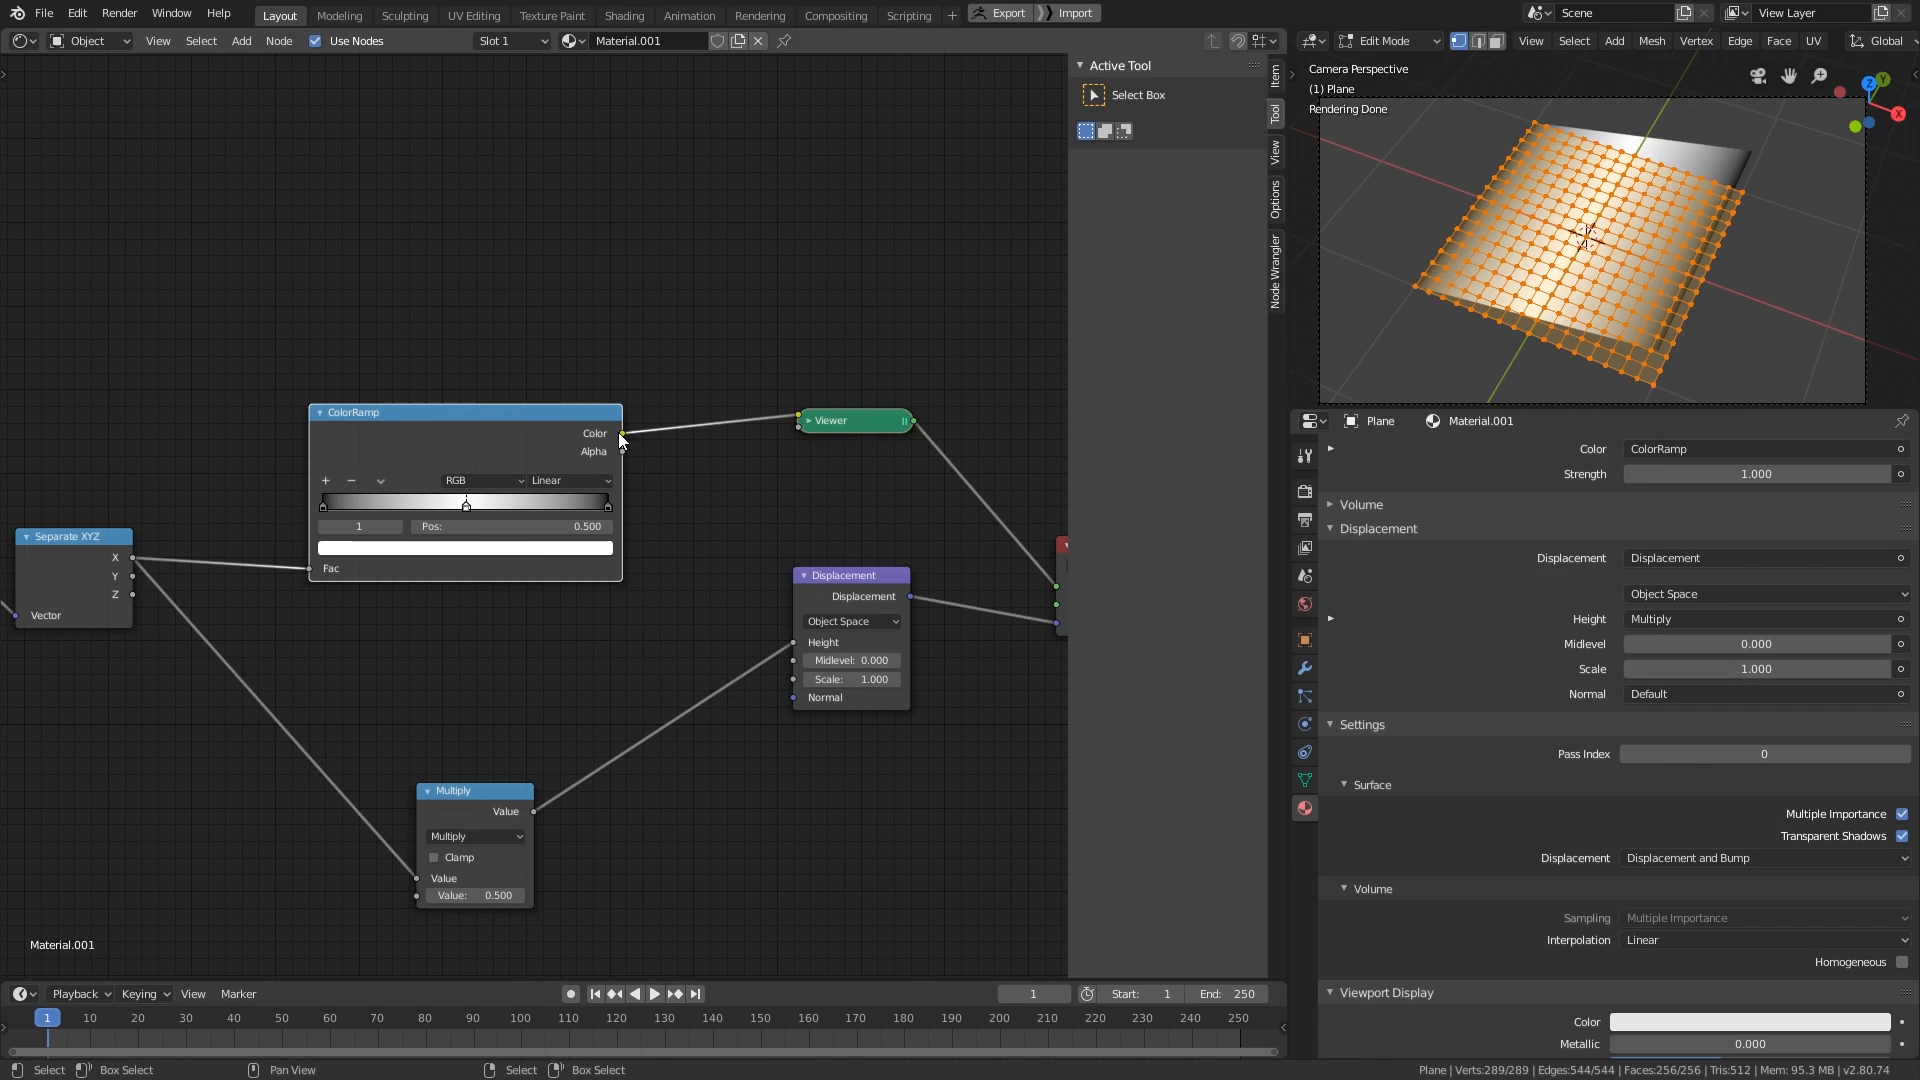 File Edit Render Window Help Layout Modeling Sculpting UV Editing Texture Paint Shading Animation Rendering Compositing Scripting + Export Import Scene View Layer
Object View Select Add Node Use Nodes Slot 1 Material.001
Edit Mode View Select Add Mesh Vertex Edge Face UV Global
Active Tool
Select Box
Item
Tool
View
Options
Node Wrangler
Camera Perspective
(1) Plane
Rendering Done
Z
Y
X
ColorRamp
Color
Alpha
+ − RGB Linear
1 Pos: 0.500
Fac
Viewer
Separate XYZ
X
Y
Z
Vector
Displacement
Displacement
Object Space
Height
Midlevel: 0.000
Scale: 1.000
Normal
Multiply
Value
Multiply
Clamp
Value
Value: 0.500
Material.001
Plane Material.001
Color ColorRamp
Strength 1.000
Volume
Displacement
Displacement Displacement
Object Space
Height Multiply
Midlevel 0.000
Scale 1.000
Normal Default
Settings
Pass Index 0
Surface
Multiple Importance
Transparent Shadows
Displacement Displacement and Bump
Volume
Sampling Multiple Importance
Interpolation Linear
Homogeneous
Viewport Display
Color
Metallic 0.000
Playback Keying View Marker 1 Start: 1 End: 250
1 10 20 30 40 50 60 70 80 90 100 110 120 130 140 150 160 170 180 190 200 210 220 230 240 250
Select Box Select Pan View Select Box Select Plane | Verts:289/289 | Edges:544/544 | Faces:256/256 | Tris:512 | Mem: 95.3 MB | v2.80.74